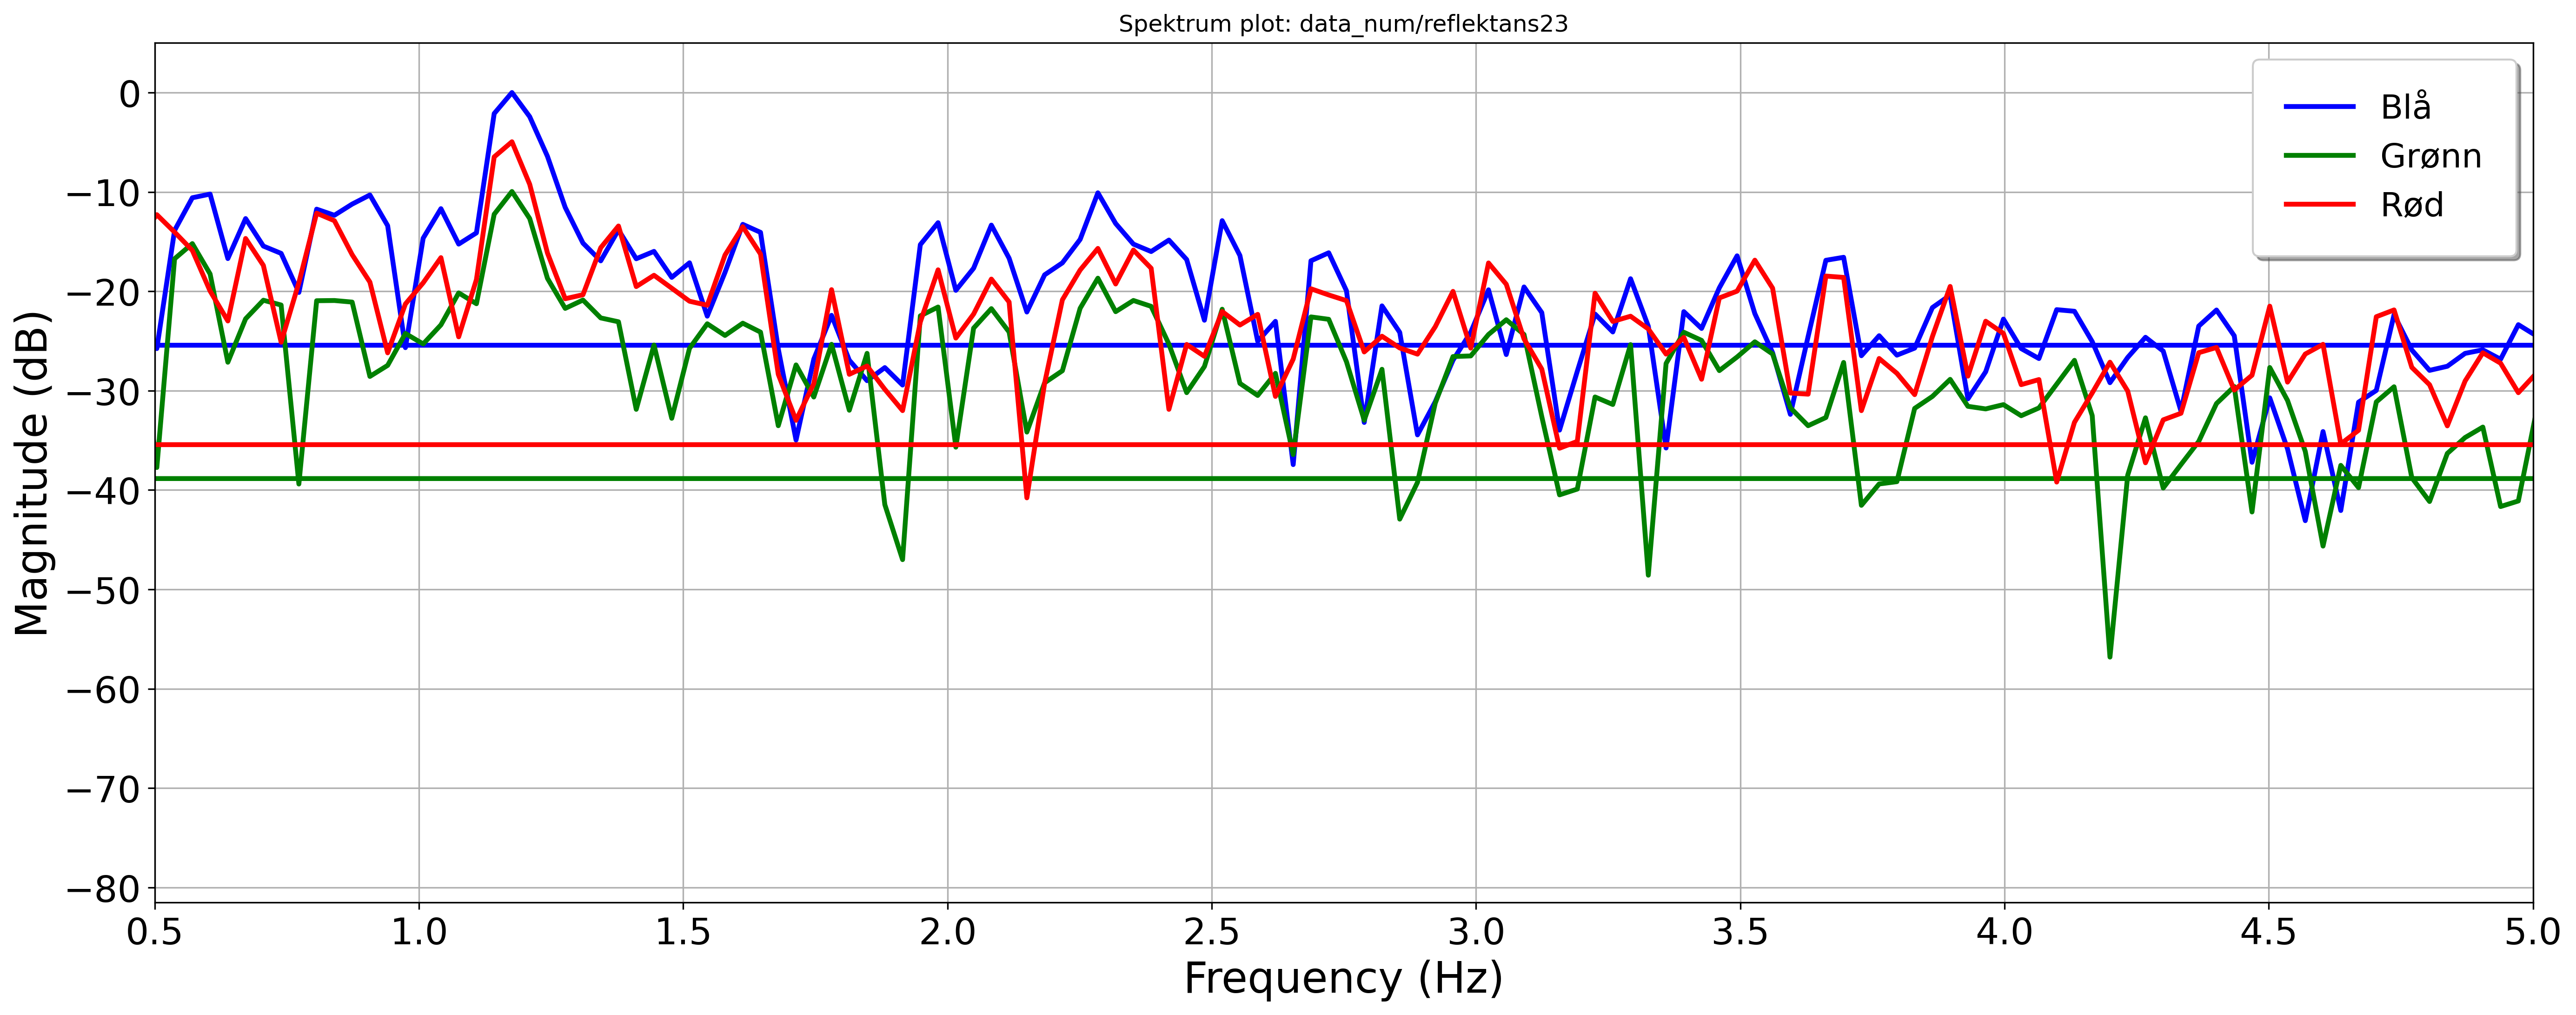 Spektrum plot: data_num/reflektans23
Magnitude (dB)
0
−10
−20
−30
−40
−50
−60
−70
−80
Blå
Grønn
Rød
0.5 1.0 1.5 2.0 2.5 3.0 3.5 4.0 4.5 5.0
Frequency (Hz)